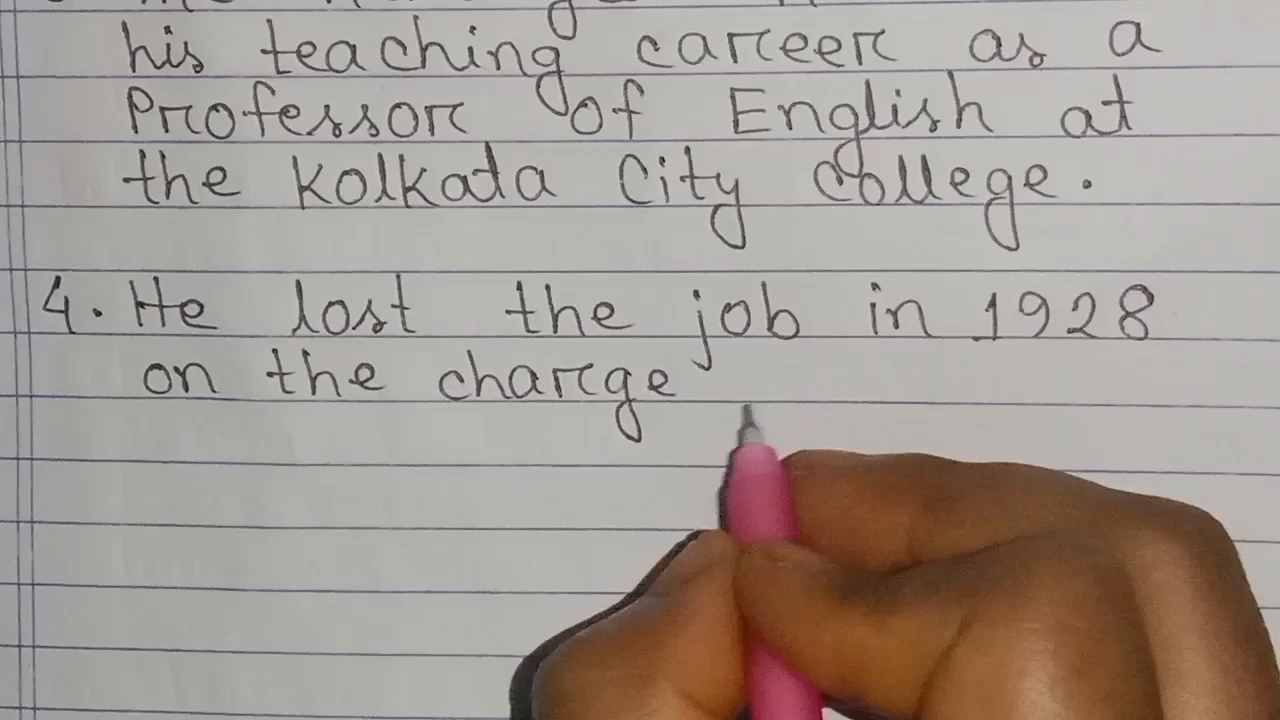 his teaching career as a
Professor of English at
the Kolkata City College.
4. He lost the job in 1928
on the charge